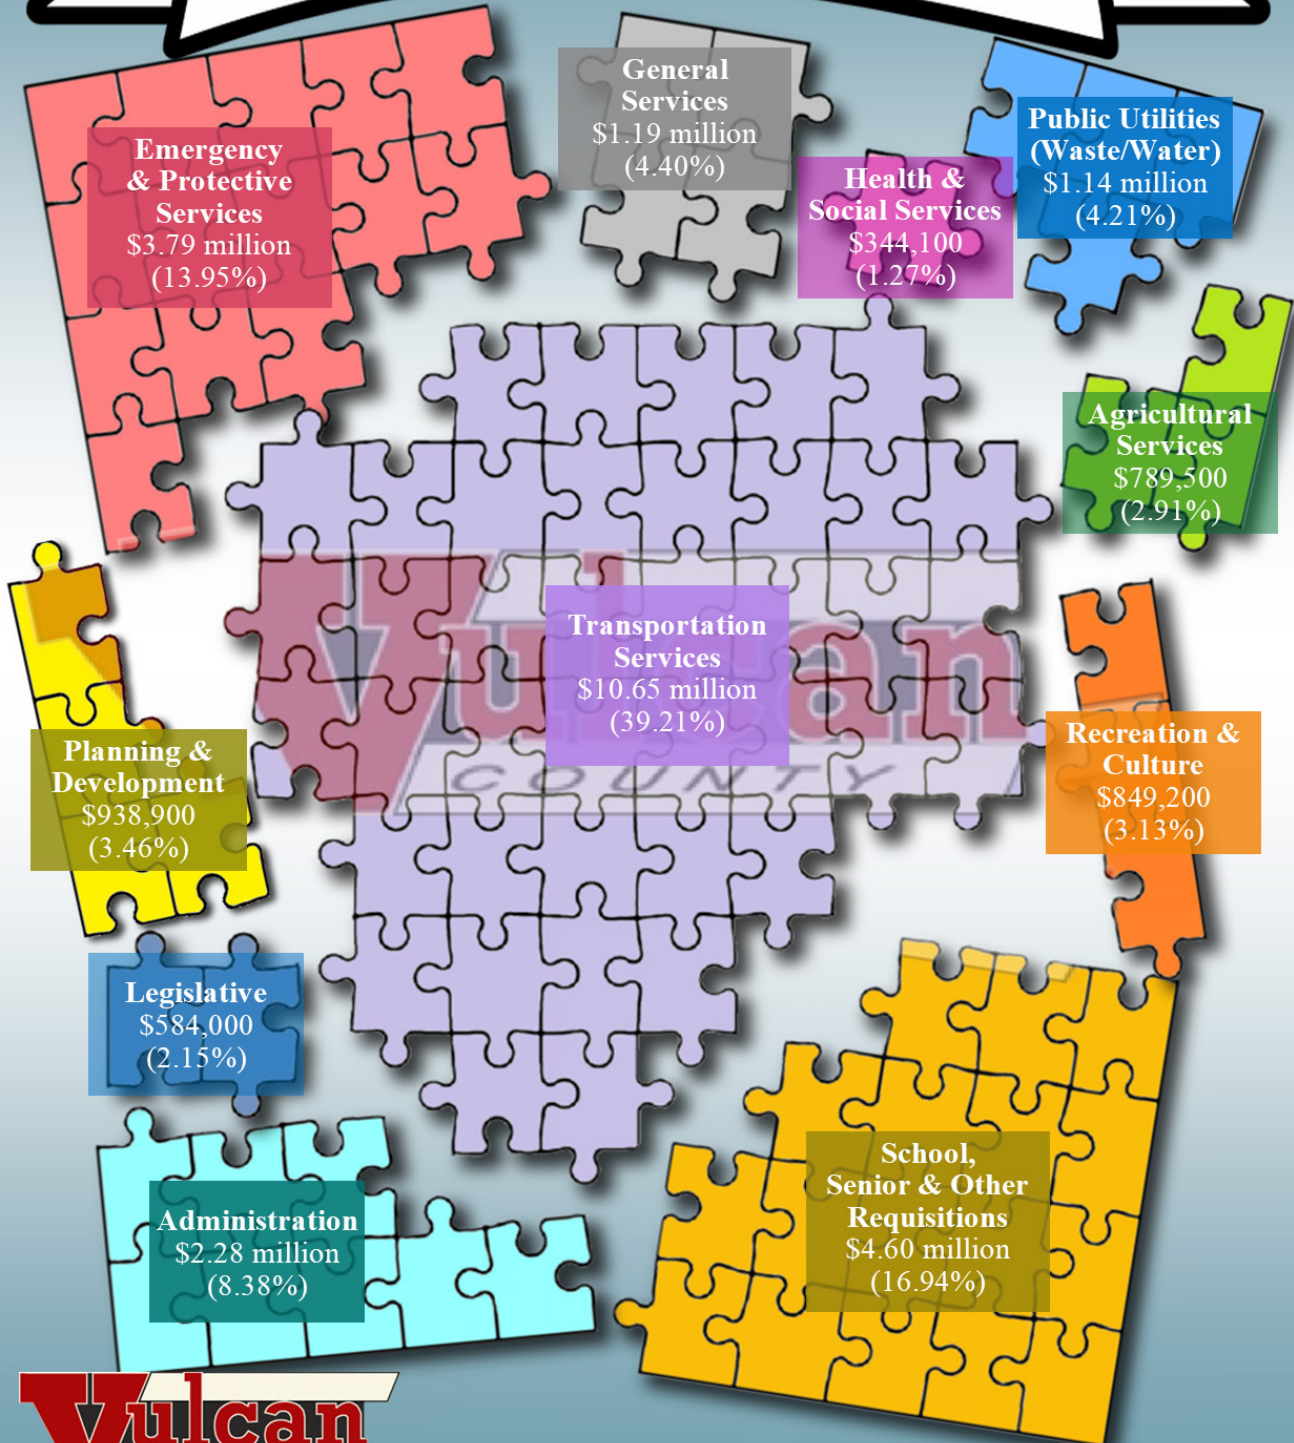 General
Services
$1.19 million
(4.40%)
Public Utilities
(Waste/Water)
$1.14 million
(4.21%)
Emergency
& Protective
Services
$3.79 million
(13.95%)
Health &
Social Services
$344,100
(1.27%)
Agricultural
Services
$789,500
(2.91%)
Transportation
Services
$10.65 million
(39.21%)
Vulcan
COUNTY
Planning &
Development
$938,900
(3.46%)
Recreation &
Culture
$849,200
(3.13%)
Legislative
$584,000
(2.15%)
School,
Senior & Other
Requisitions
$4.60 million
(16.94%)
Administration
$2.28 million
(8.38%)
Vulcan